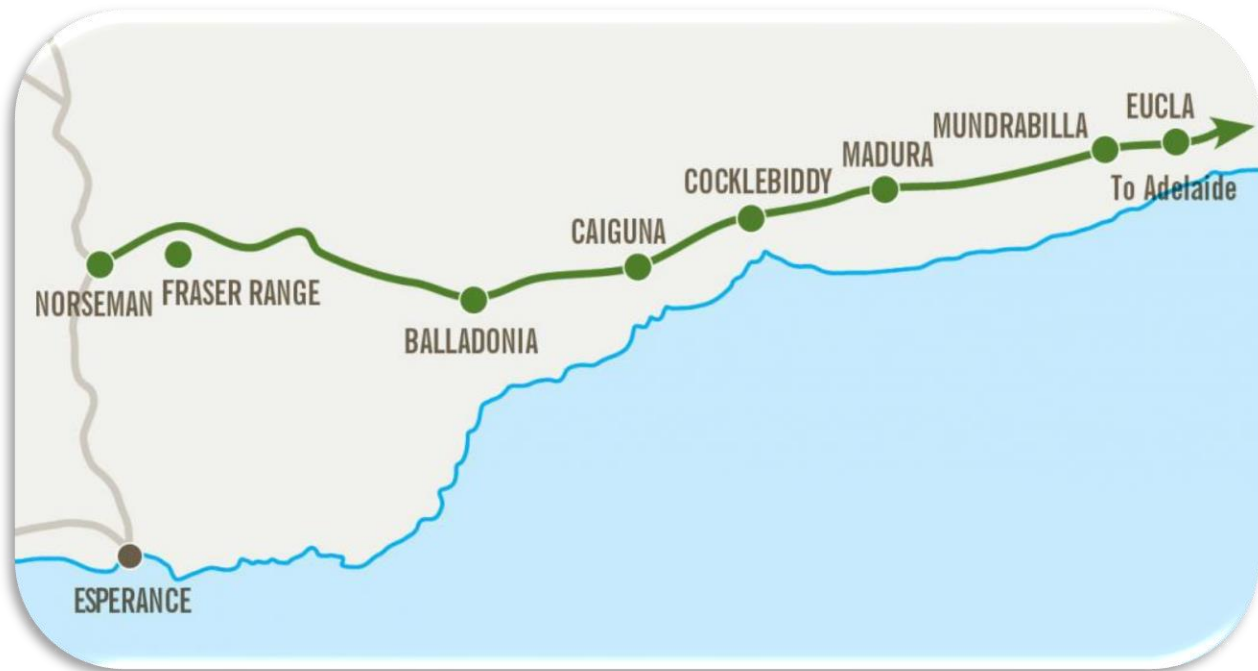 EUCLA
MUNDRABILLA
MADURA
To Adelaide
COCKLEBIDDY
CAIGUNA
NORSEMAN
FRASER RANGE
BALLADONIA
ESPERANCE